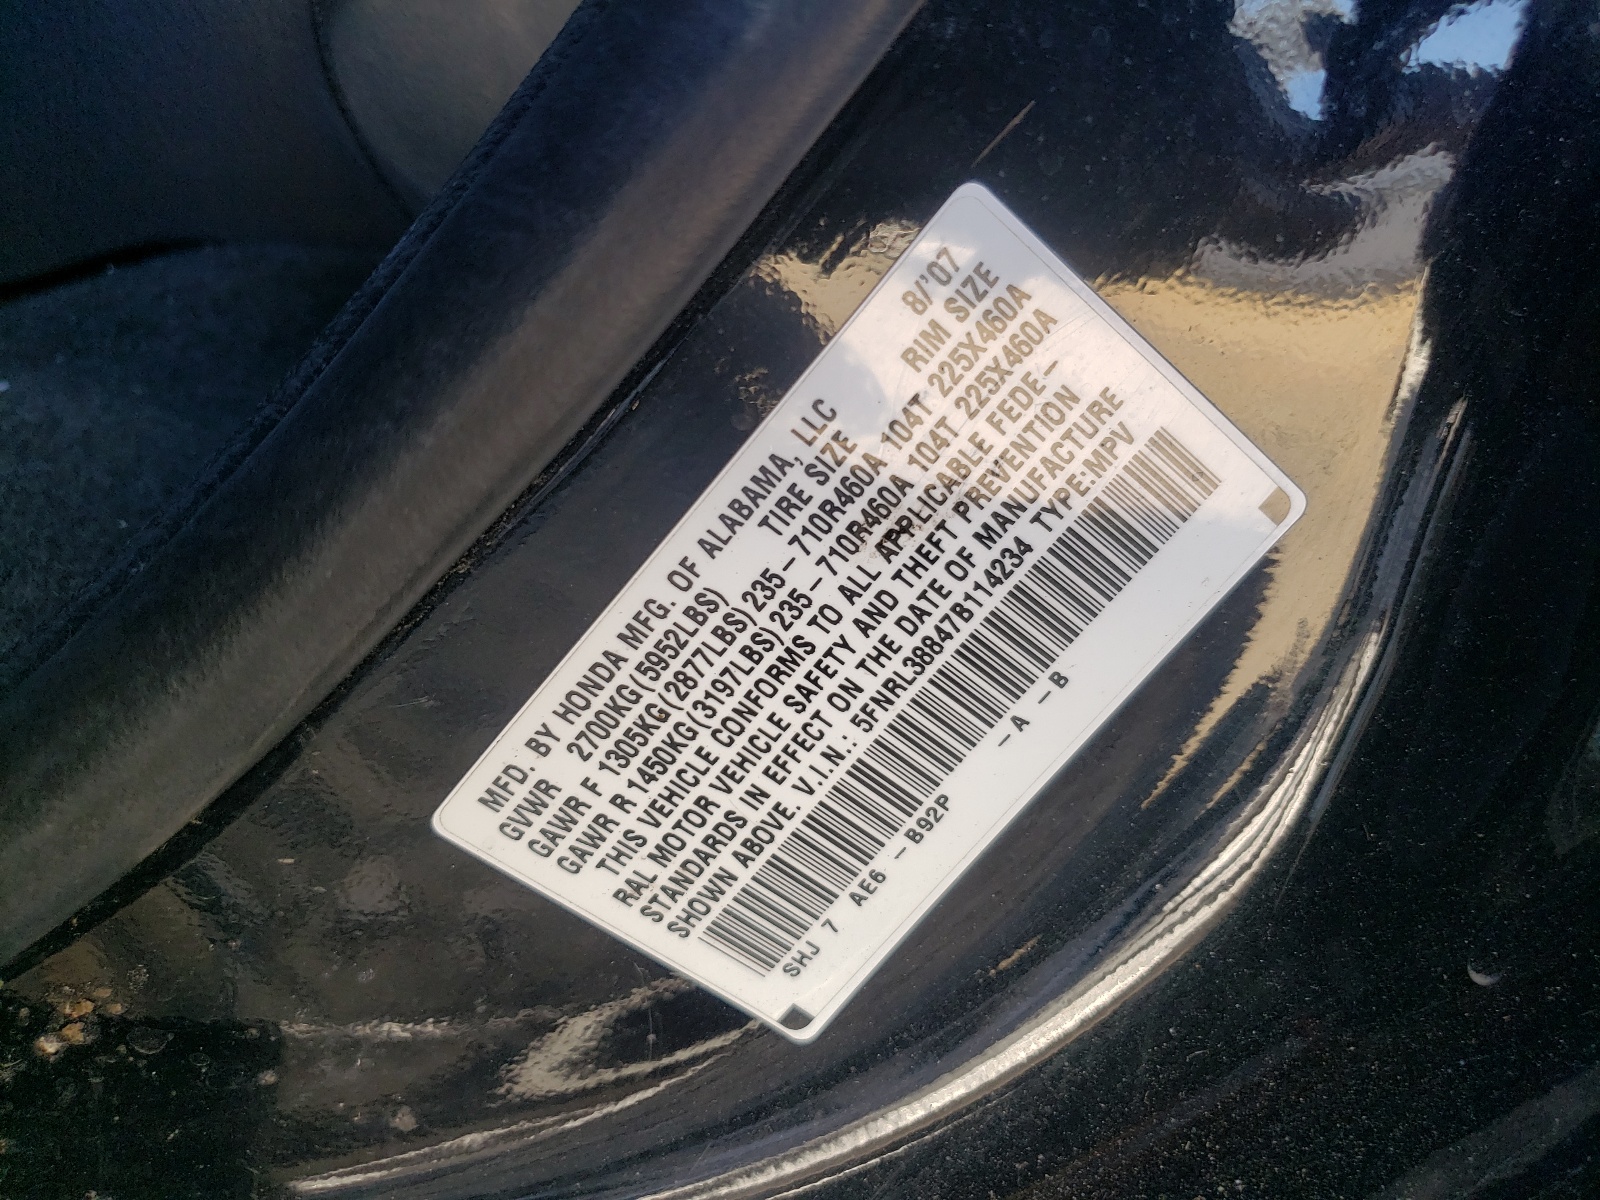 MFD. BY HONDA MFG. OF ALABAMA, LLC 8/'07
GVWR 2700KG(5952LBS) TIRE SIZE RIM SIZE
GAWR F 1305KG(2877LBS) 235-710R460A 104T 225X460A
GAWR R 1450KG(3197LBS) 235-710R460A 104T 225X460A
THIS VEHICLE CONFORMS TO ALL APPLICABLE FEDE-
RAL MOTOR VEHICLE SAFETY AND THEFT PREVENTION
STANDARDS IN EFFECT ON THE DATE OF MANUFACTURE
SHOWN ABOVE. V.I.N.: 5FNRL38847B114234 TYPE:MPV
SHJ 7 AE6 -B92P -A -B